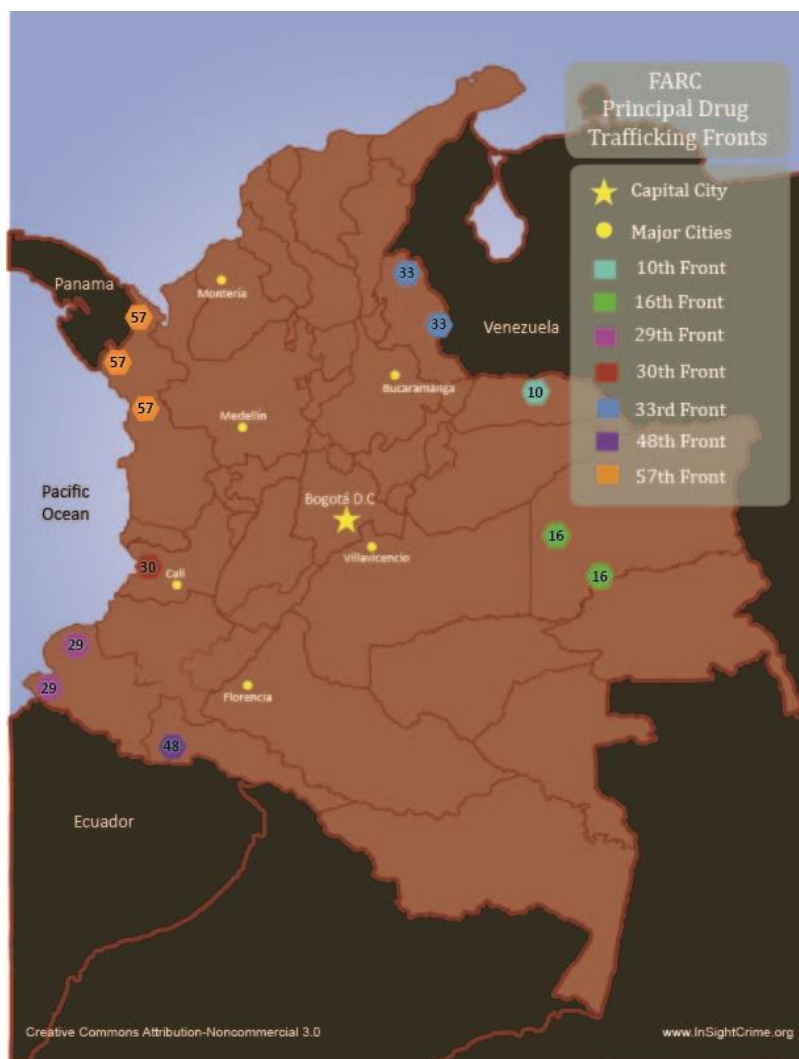 FARC
Principal Drug
Trafficking Fronts
Capital City
Major Cities
10th Front
16th Front
29th Front
30th Front
33rd Front
48th Front
57th Front
Panama
Venezuela
Montería
33
57
33
57
Bucaramanga
10
57
Medellín
Pacific
Ocean
Bogotá D.C
16
Villavicencio
30
Cali
16
29
29
Florencia
48
Ecuador
Creative Commons Attribution-Noncommercial 3.0
www.InSightCrime.org